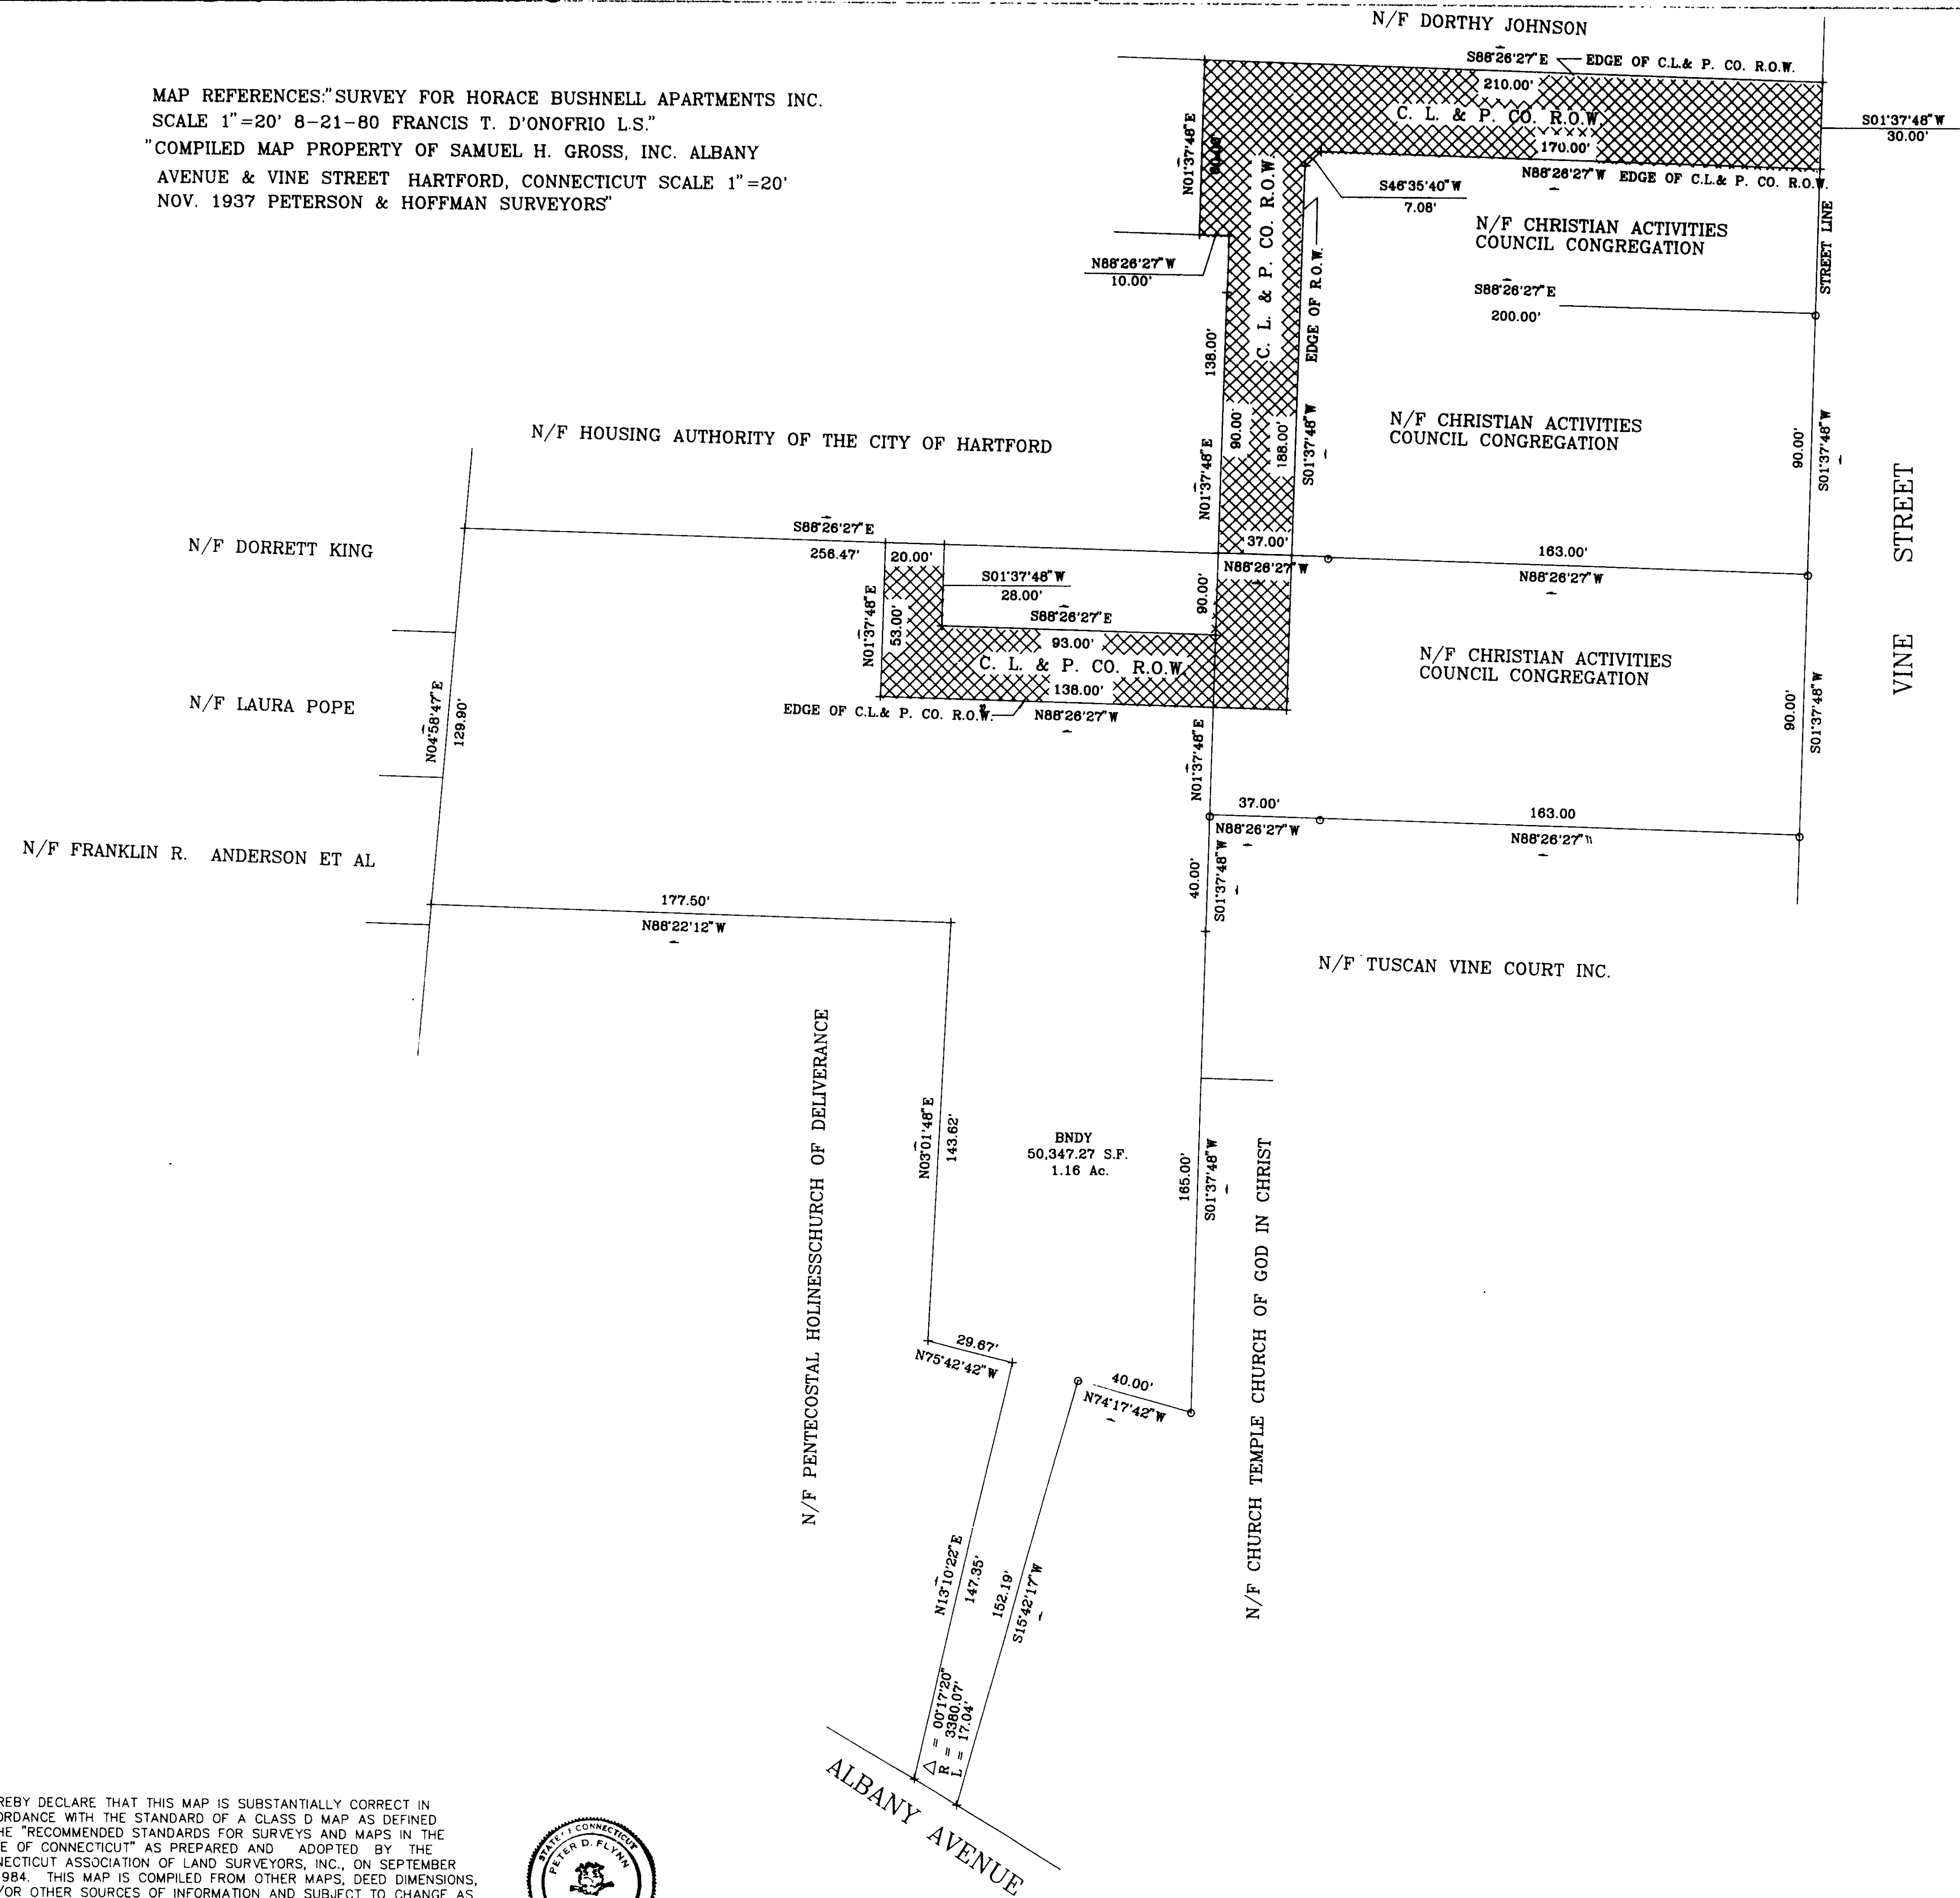 N/F DORTHY JOHNSON
S88°26'27"E
EDGE OF C.L.& P. CO. R.O.W.
210.00'
C. L. & P. CO. R.O.W.
170.00'
N88°26'27"W EDGE OF C.L.& P. CO. R.O.W.
S01°37'48"W
30.00'
MAP REFERENCES:"SURVEY FOR HORACE BUSHNELL APARTMENTS INC.
SCALE 1"=20' 8-21-80 FRANCIS T. D'ONOFRIO L.S."
"COMPILED MAP PROPERTY OF SAMUEL H. GROSS, INC. ALBANY
AVENUE & VINE STREET HARTFORD, CONNECTICUT SCALE 1"=20'
NOV. 1937 PETERSON & HOFFMAN SURVEYORS"
N01°37'48"E
S46°35'40"W
7.08'
N/F CHRISTIAN ACTIVITIES
COUNCIL CONGREGATION
STREET LINE
N88°26'27"W
10.00'
C. L. & P. CO. R.O.W.
EDGE OF R.O.W.
S88°26'27"E
200.00'
138.00'
N01°37'48"E
90.00'
188.00'
S01°37'48"W
N/F CHRISTIAN ACTIVITIES
COUNCIL CONGREGATION
90.00'
S01°37'48"W
VINE STREET
N/F HOUSING AUTHORITY OF THE CITY OF HARTFORD
N/F DORRETT KING
S88°26'27"E
256.47'
20.00'
37.00'
N88°26'27"W
163.00'
N88°26'27"W
S01°37'48"W
28.00'
S88°26'27"E
90.00'
N01°37'48"E
53.00'
93.00'
C. L. & P. CO. R.O.W.
138.00'
EDGE OF C.L.& P. CO. R.O.W.
N88°26'27"W
N/F CHRISTIAN ACTIVITIES
COUNCIL CONGREGATION
90.00'
S01°37'48"W
N/F LAURA POPE
N04°58'47"E
129.90'
N01°37'48"E
37.00'
N88°26'27"W
163.00
N88°26'27"
N/F FRANKLIN R. ANDERSON ET AL
40.00'
S01°37'48"W
177.50'
N88°22'12"W
N/F TUSCAN VINE COURT INC.
N/F PENTECOSTAL HOLINESSCHURCH OF DELIVERANCE
N03°01'48"E
143.62'
BNDY
50,347.27 S.F.
1.16 Ac.
165.00'
S01°37'48"W
N/F CHURCH TEMPLE CHURCH OF GOD IN CHRIST
29.67'
N75°42'42"W
40.00'
N74°17'42"W
N13°10'22"E
147.35'
152.19'
S15°42'17"W
△ = 00°17'20"
R = 3380.07'
L = 17.04'
ALBANY AVENUE
REBY DECLARE THAT THIS MAP IS SUBSTANTIALLY CORRECT IN
ORDANCE WITH THE STANDARD OF A CLASS D MAP AS DEFINED
HE "RECOMMENDED STANDARDS FOR SURVEYS AND MAPS IN THE
E OF CONNECTICUT" AS PREPARED AND ADOPTED BY THE
NECTICUT ASSOCIATION OF LAND SURVEYORS, INC., ON SEPTEMBER
984. THIS MAP IS COMPILED FROM OTHER MAPS, DEED DIMENSIONS,
/OR OTHER SOURCES OF INFORMATION AND SUBJECT TO CHANGE AS
STATE OF CONNECTICUT
PETER D. FLYNN